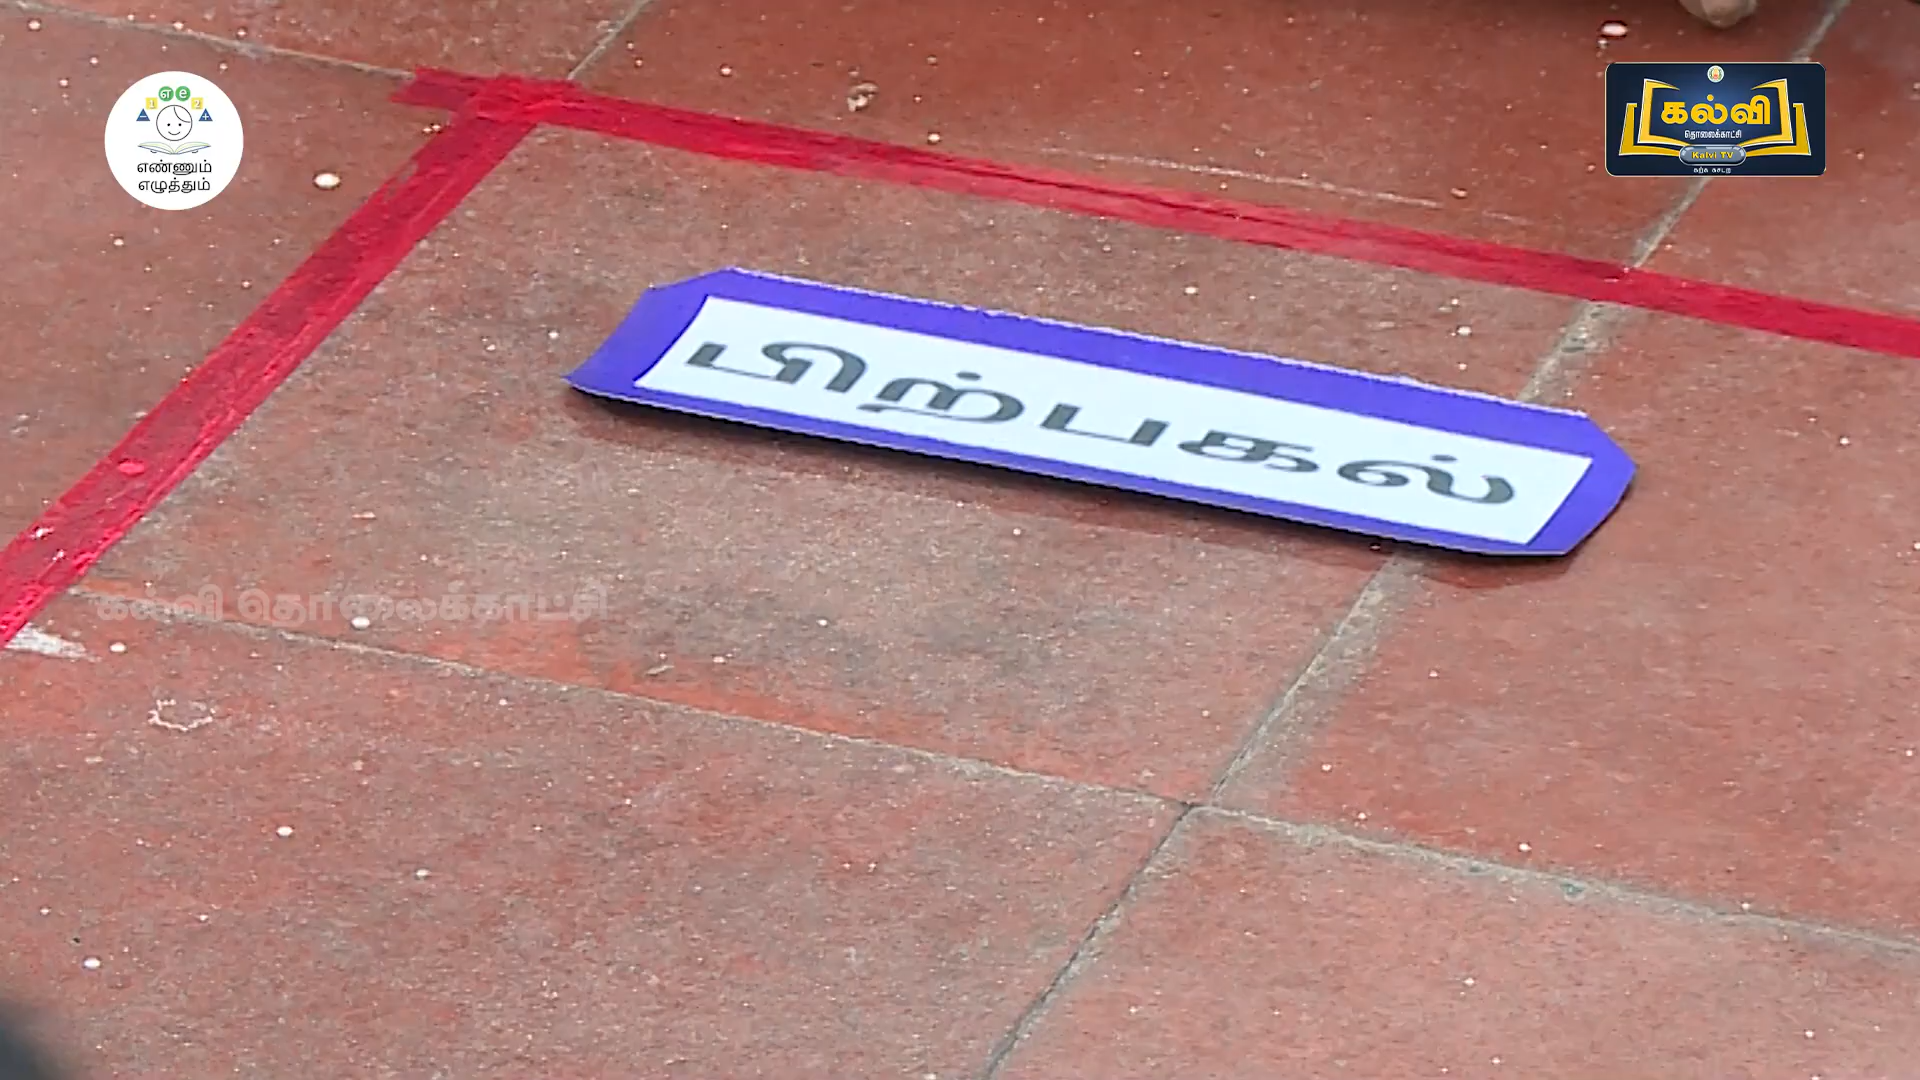 எண்ணும்
எழுத்தும்
கல்வி
தொலைக்காட்சி
Kalvi TV
பிற்பகல்
கல்வி தொலைக்காட்சி